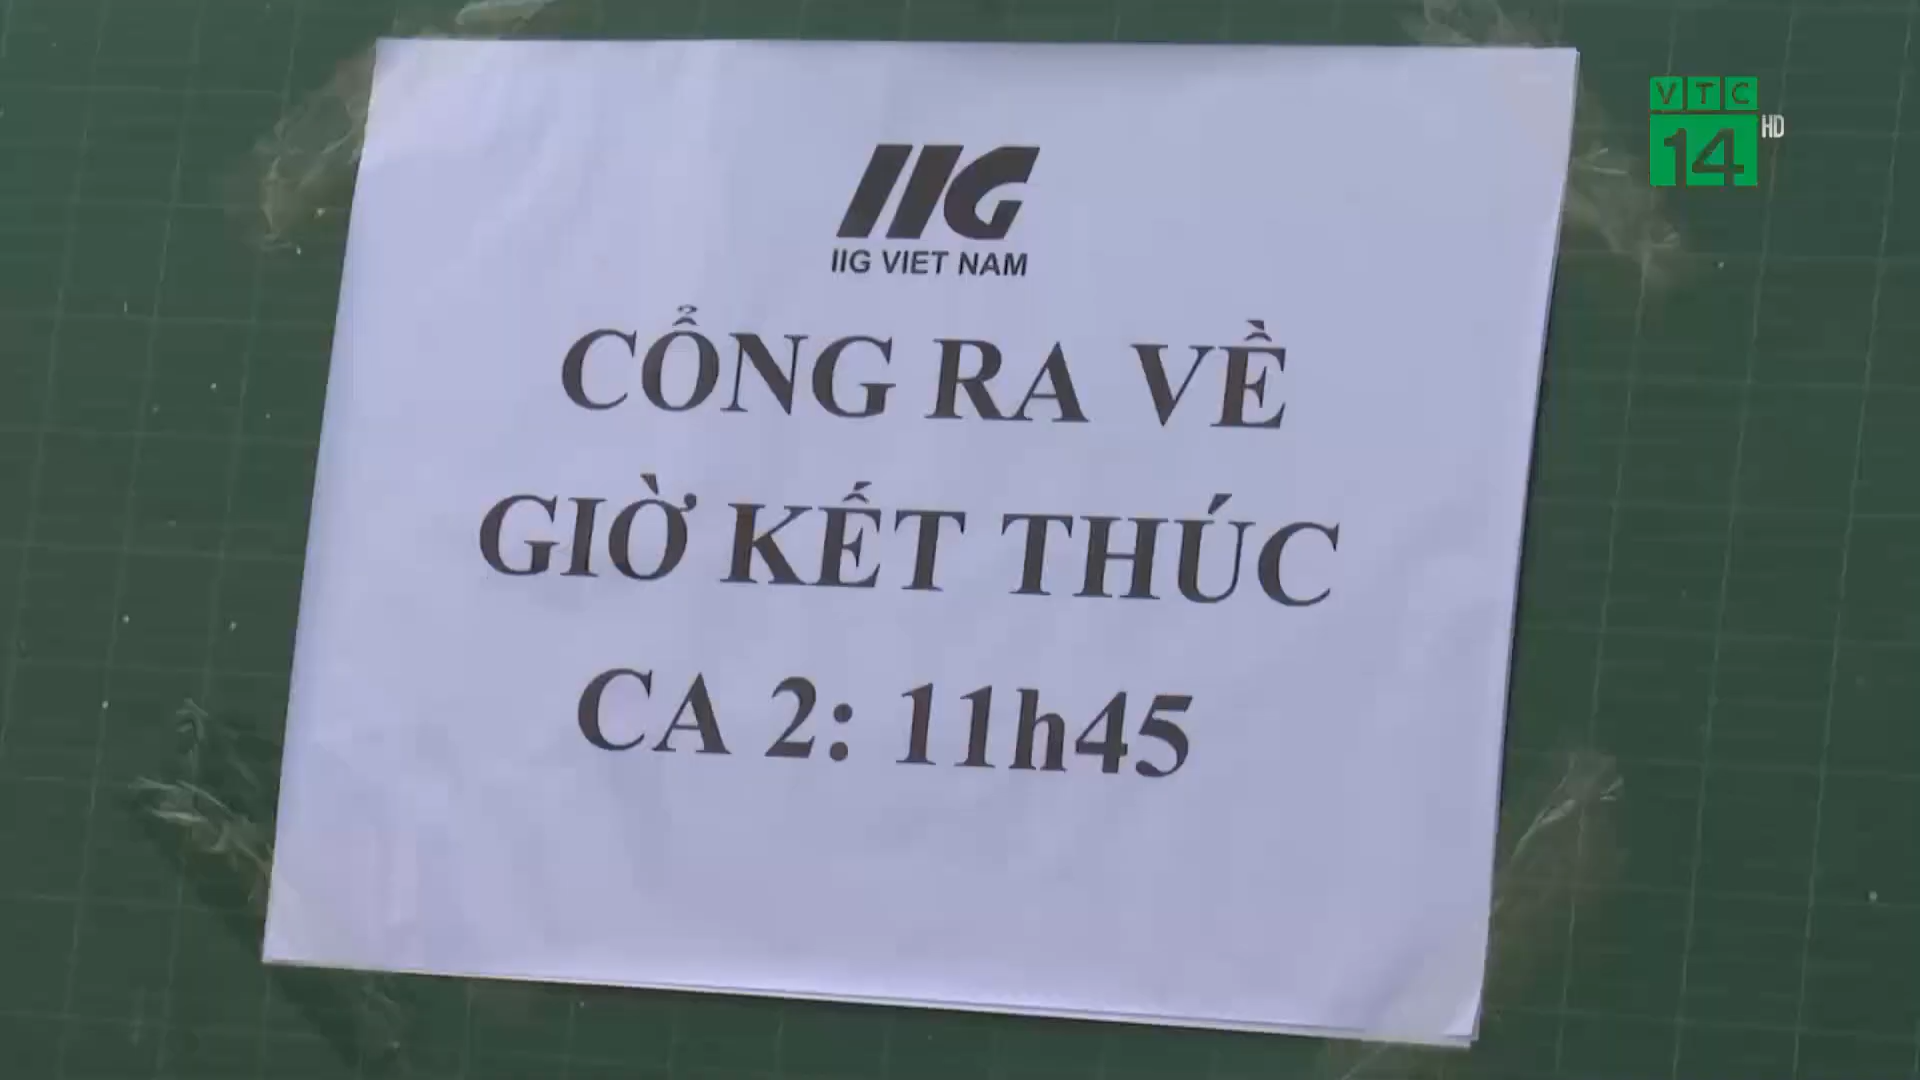 VTC
14 HD
IIG
IIG VIET NAM
CỔNG RA VỀ
GIỜ KẾT THÚC
CA 2: 11h45